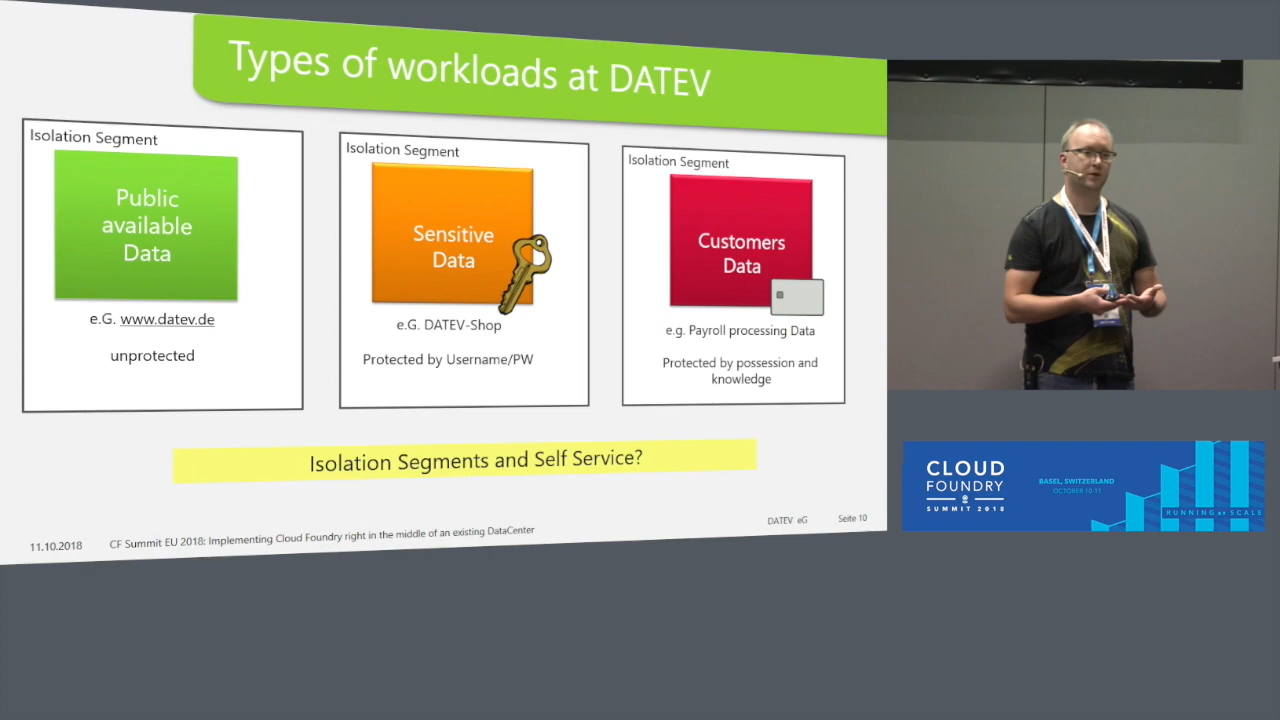 Types of workloads at DATEV
Isolation Segment
Public
available
Data
e.G. www.datev.de
unprotected
Isolation Segment
Sensitive
Data
e.G. DATEV-Shop
Protected by Username/PW
Isolation Segment
Customers
Data
e.g. Payroll processing Data
Protected by possession and
knowledge
Isolation Segments and Self Service?
11.10.2018
CF Summit EU 2018: Implementing Cloud Foundry right in the middle of an existing DataCenter
DATEV eG
Seite 10
CLOUD
FOUNDRY
SUMMIT 2018
BASEL, SWITZERLAND
OCTOBER 10-11
RUNNING AT SCALE